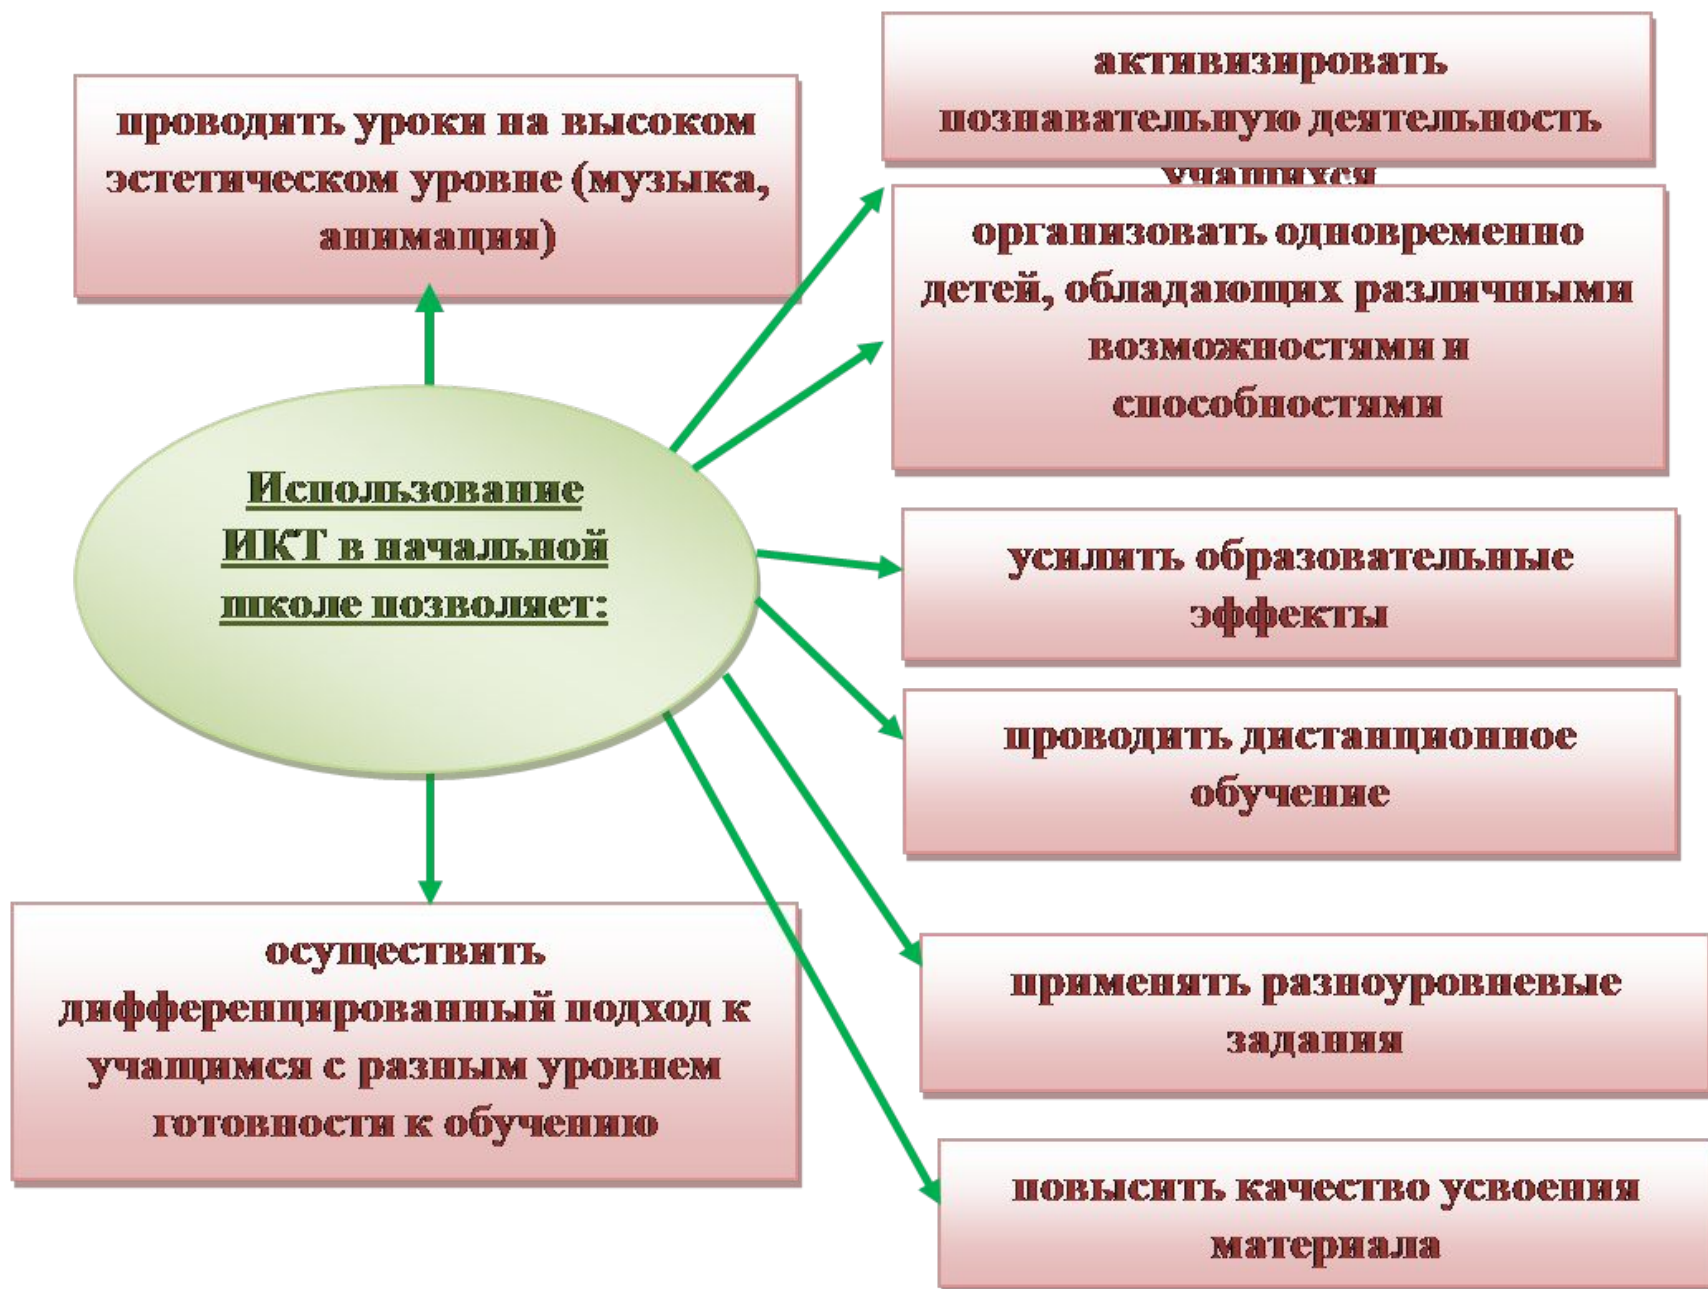 проводить уроки на высоком
эстетическом уровне (музыка,
анимация)
активизировать
познавательную деятельность
учащихся
организовать одновременно
детей, обладающих различными
возможностями и
способностями
Использование
ИКТ в начальной
школе позволяет:
усилить образовательные
эффекты
проводить дистанционное
обучение
осуществить
дифференцированный подход к
учащимся с разным уровнем
готовности к обучению
применять разноуровневые
задания
повысить качество усвоения
материала